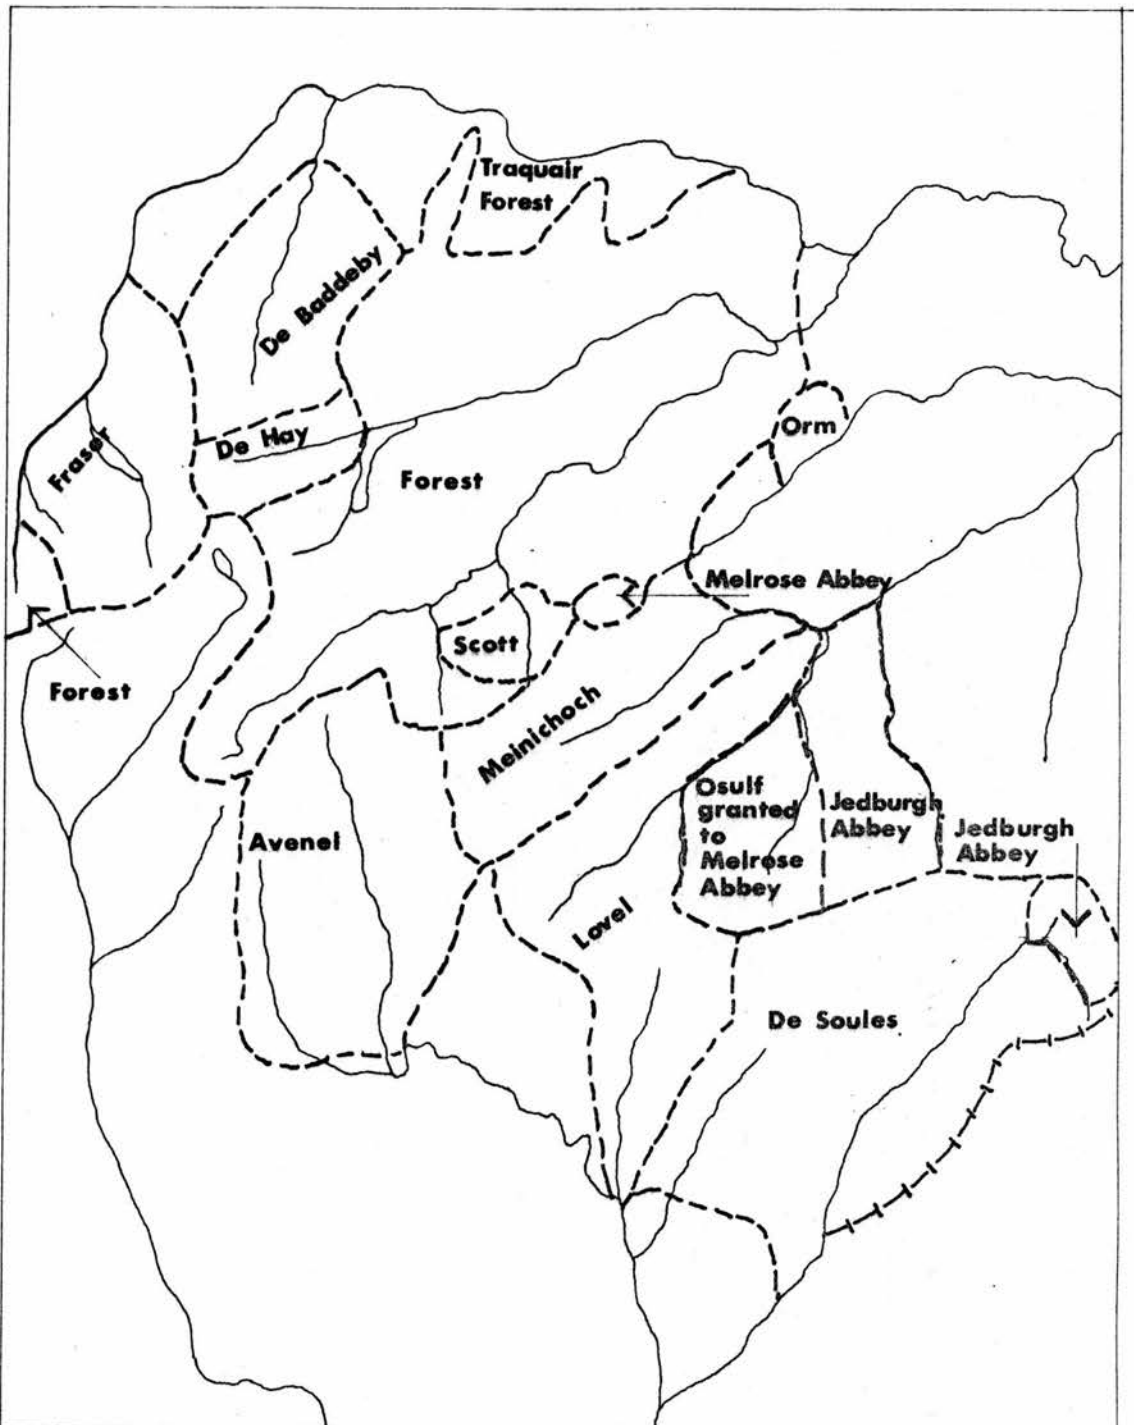 Traquair
Forest
De Baddeby
Orm
De Hay
Fraser
Forest
Melrose Abbey
Scott
Forest
Meinichoch
Osulf
granted
to
Melrose
Abbey
Jedburgh
Abbey
Jedburgh
Abbey
Avenel
Lovel
De Soules